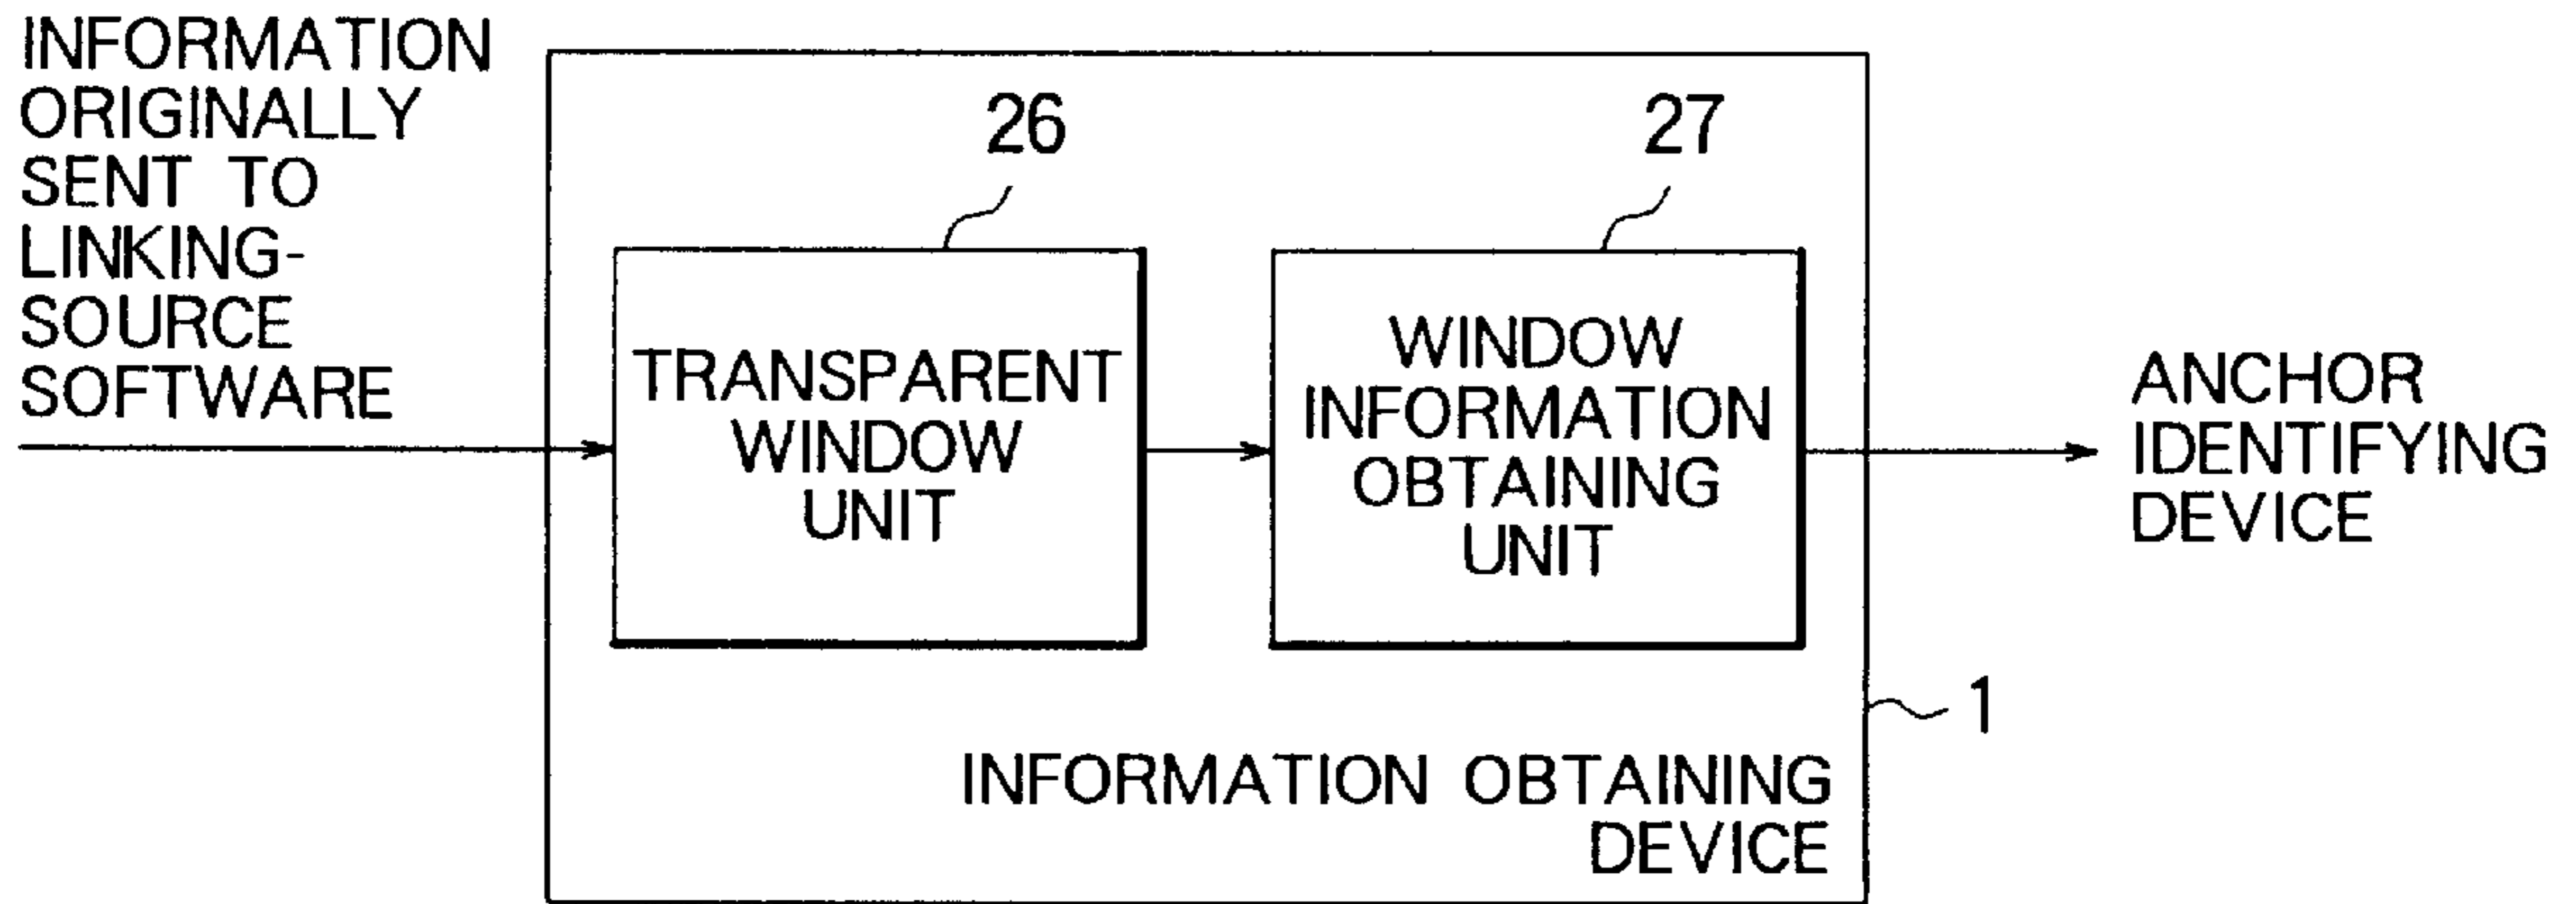 INFORMATION
ORIGINALLY
SENT TO
LINKING-
SOURCE
SOFTWARE
26
27
TRANSPARENT
WINDOW
UNIT
WINDOW
INFORMATION
OBTAINING
UNIT
ANCHOR
IDENTIFYING
DEVICE
1
INFORMATION OBTAINING
DEVICE